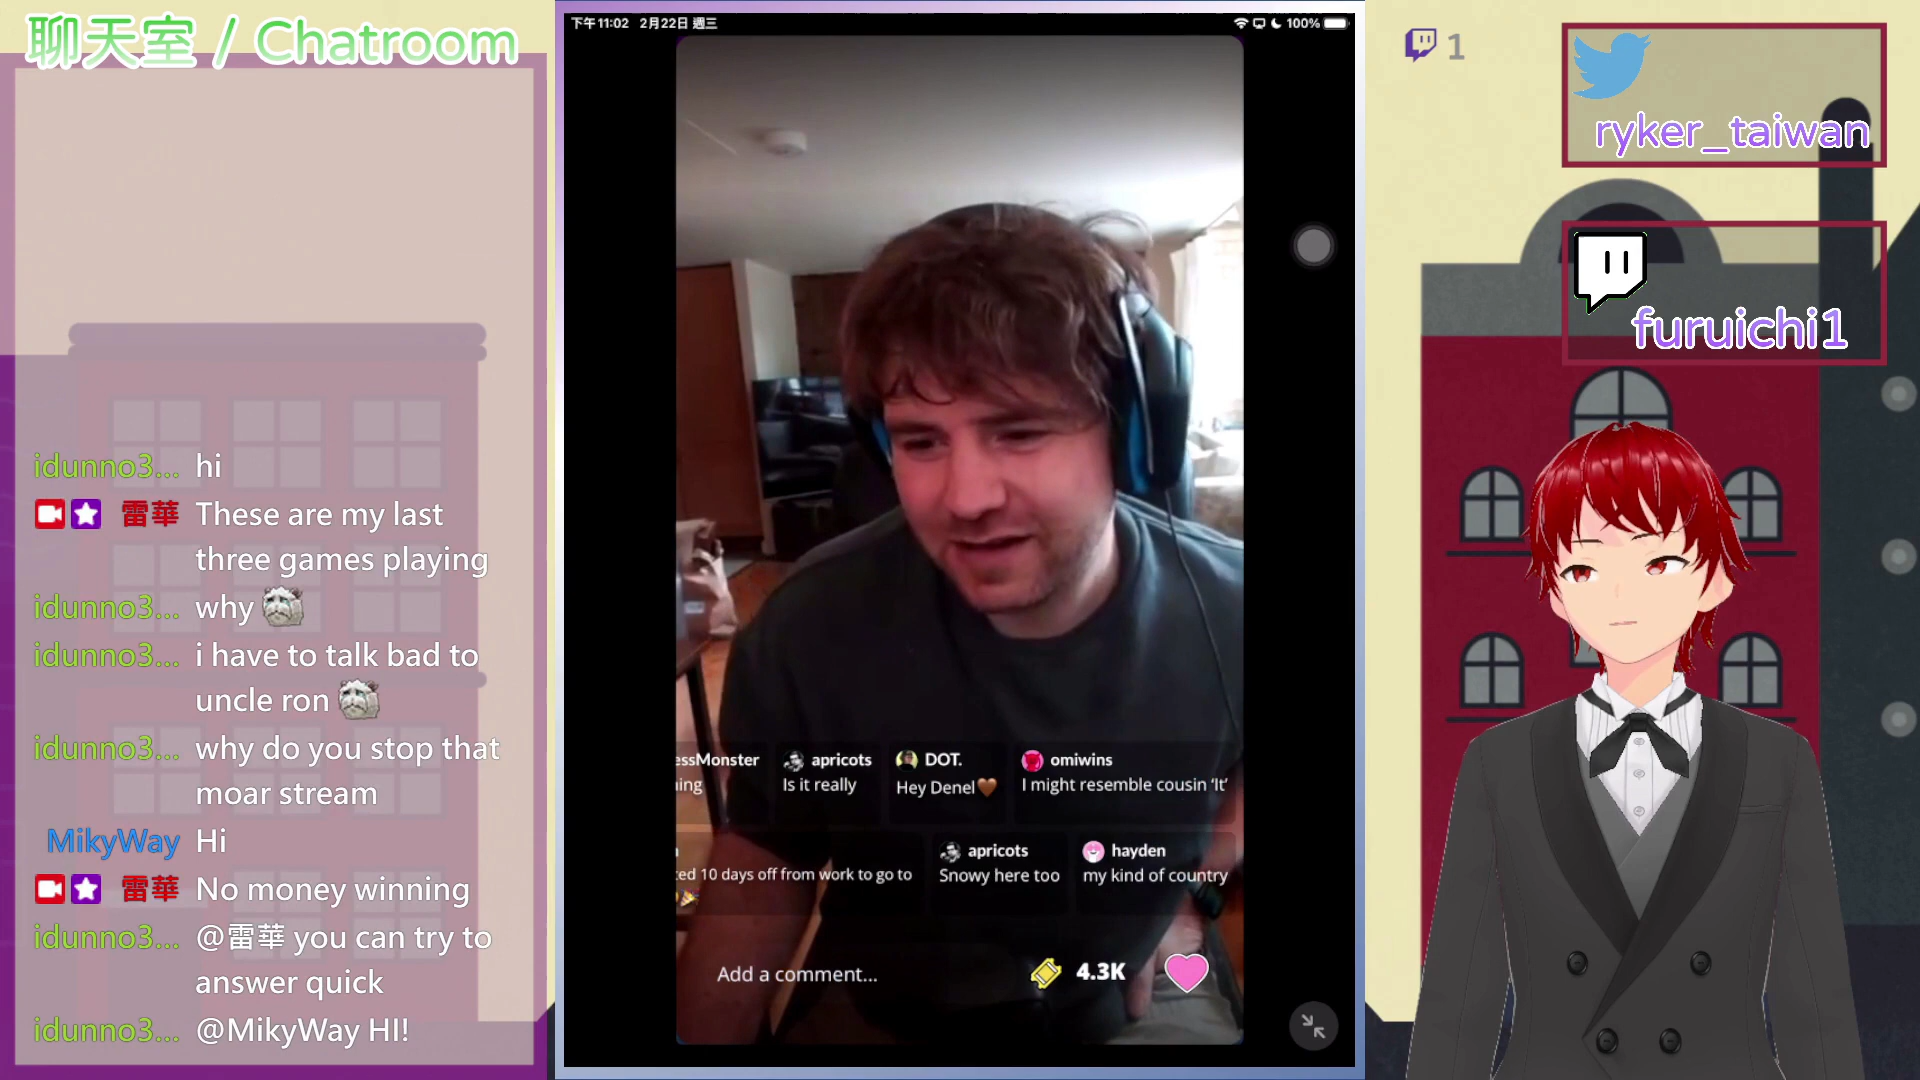 聊天室 / Chatroom
idunno3... hi
雷華 These are my last
three games playing
idunno3... why
idunno3... i have to talk bad to
uncle ron
idunno3... why do you stop that
moar stream
MikyWay Hi
雷華 No money winning
idunno3... @雷華 you can try to
answer quick
idunno3... @MikyWay HI!
下午11:02 2月22日 週三
100%
essMonster
ning
apricots
Is it really
DOT.
Hey Denel
omiwins
I might resemble cousin ‘It’
ted 10 days off from work to go to
apricots
Snowy here too
hayden
my kind of country
Add a comment...
4.3K
1
ryker_taiwan
furuichi1